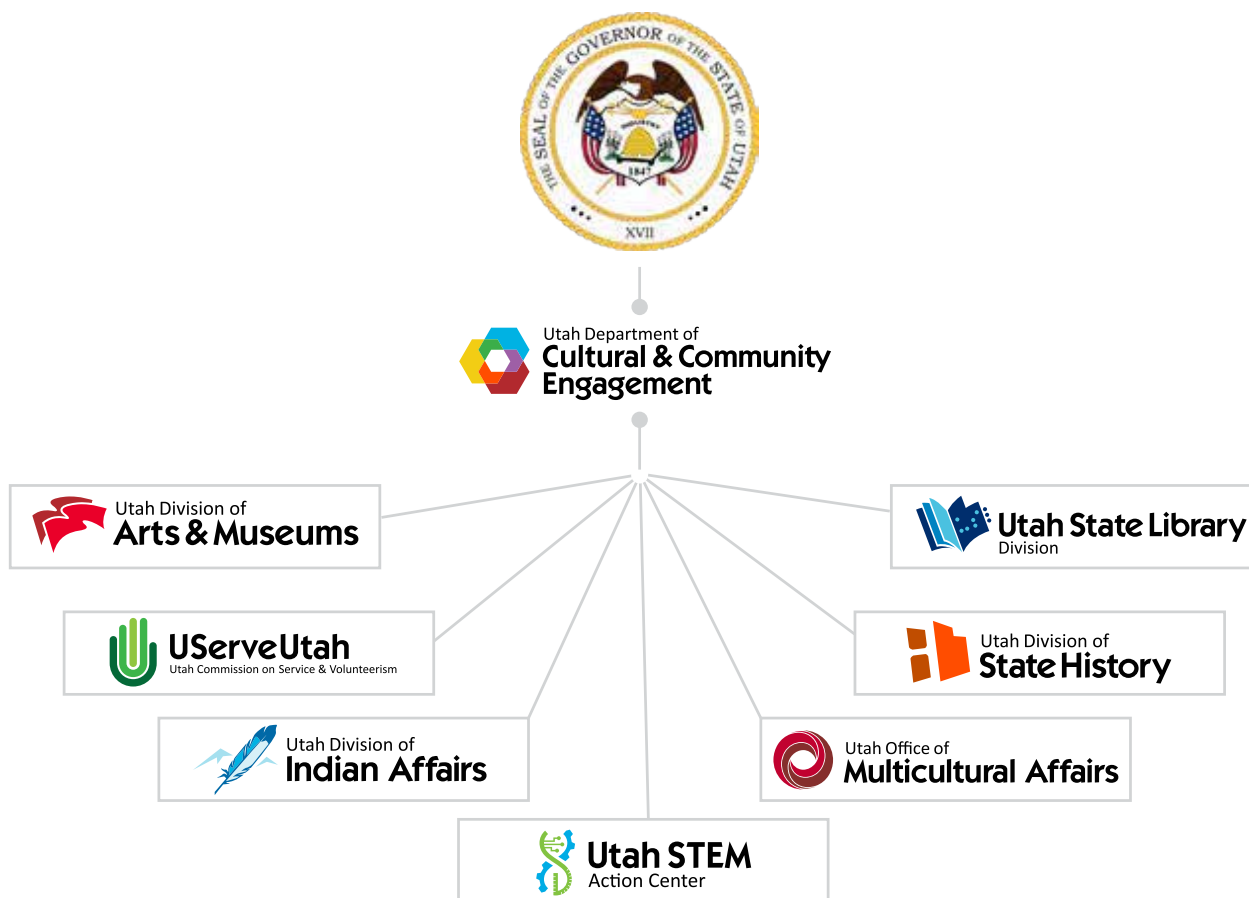 THE SEAL OF THE GOVERNOR OF THE STATE OF UTAH
INDUSTRY
1847
XVII
Utah Department of
Cultural & Community
Engagement
Utah Division of
Arts & Museums
Utah State Library
Division
UServeUtah
Utah Commission on Service & Volunteerism
Utah Division of
State History
Utah Division of
Indian Affairs
Utah Office of
Multicultural Affairs
Utah STEM
Action Center